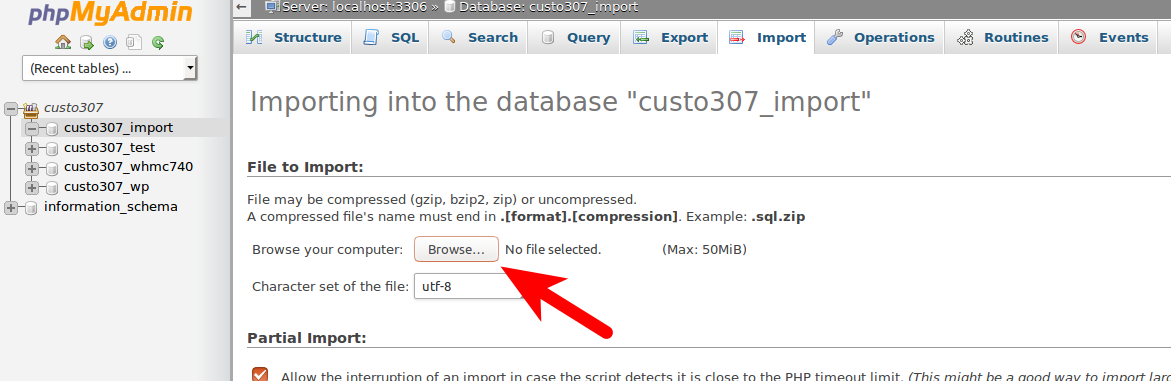 phpMyAdmin
Server: localhost:3306 » Database: custo307_import
Structure SQL Search Query Export Import Operations Routines Events
(Recent tables) ...
custo307
custo307_import
custo307_test
custo307_whmc740
custo307_wp
information_schema
Importing into the database "custo307_import"
File to Import:
File may be compressed (gzip, bzip2, zip) or uncompressed.
A compressed file's name must end in .[format].[compression]. Example: .sql.zip
Browse your computer: Browse... No file selected. (Max: 50MiB)
Character set of the file: utf-8
Partial Import:
Allow the interruption of an import in case the script detects it is close to the PHP timeout limit. (This might be a good way to import